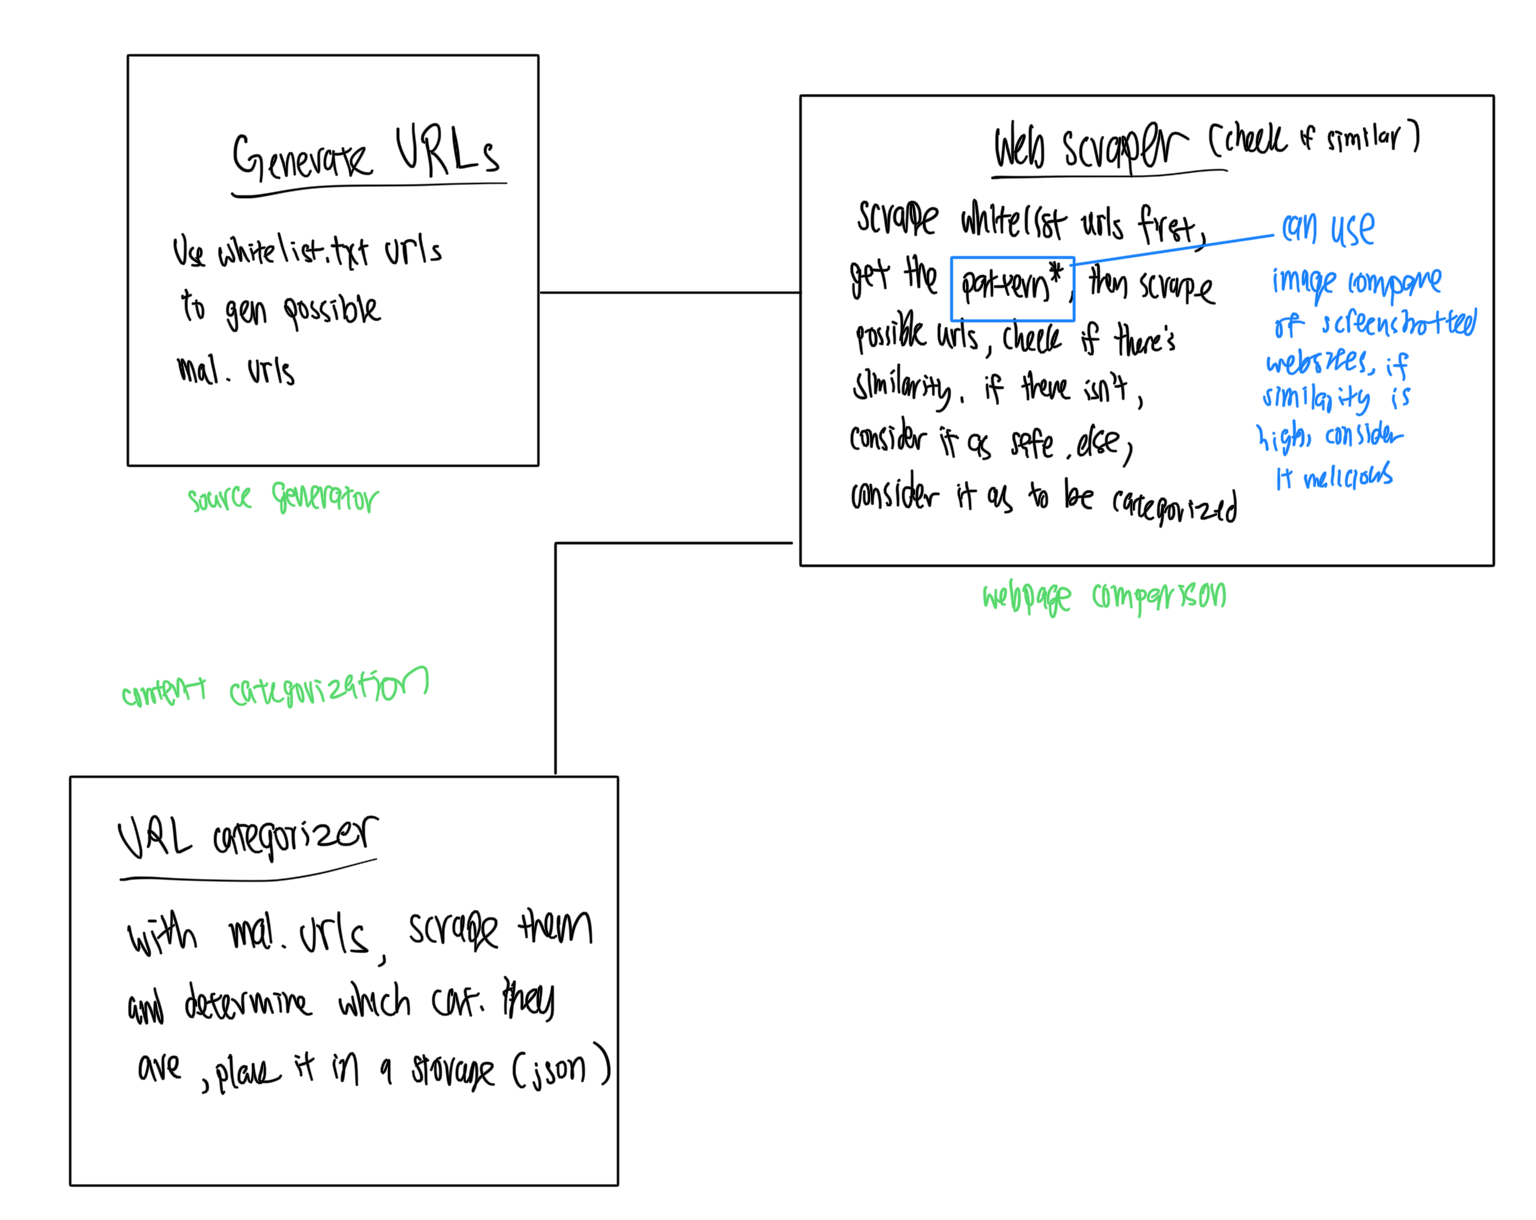 Generate URLs
Use whitelist.txt urls
to gen possible
mal. urls
source generator
Web scraper (check if similar)
scrape whitelist urls first,
get the pattern*, then scrape
possible urls, check if there's
similarity. if there isn't,
consider it as safe. else,
consider it as to be categorized
can use
image compare
of screenshotted
websites, if
similarity is
high, consider
it malicious
webpage comparison
content categorization
URL categorizer
with mal. urls, scrape them
and determine which cat. they
are, place it in a storage (json)